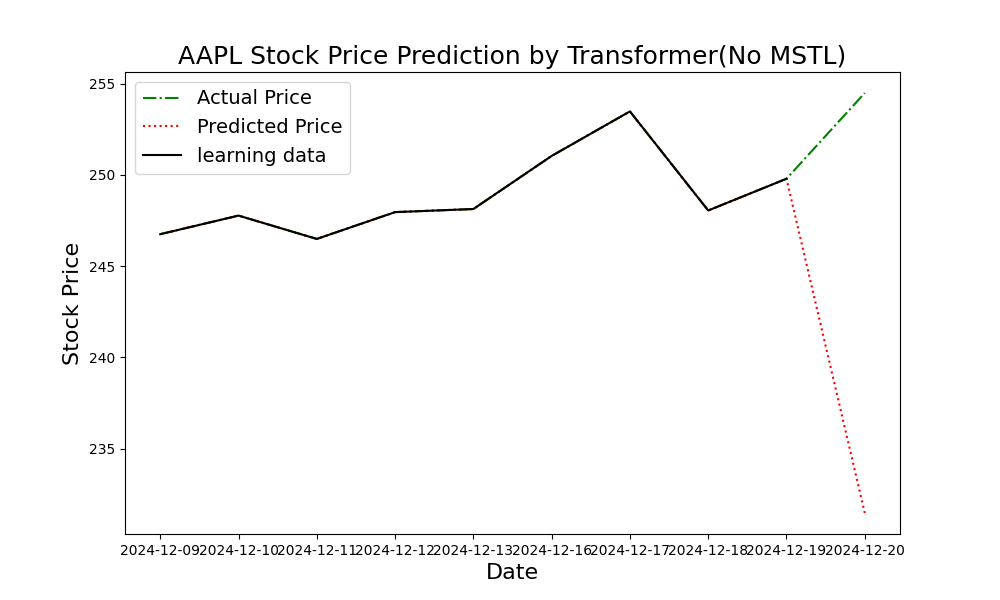 AAPL Stock Price Prediction by Transformer(No MSTL)
Actual Price
Predicted Price
learning data
255
250
245
240
235
Stock Price
2024-12-09 2024-12-10 2024-12-11 2024-12-12 2024-12-13 2024-12-16 2024-12-17 2024-12-18 2024-12-19 2024-12-20
Date